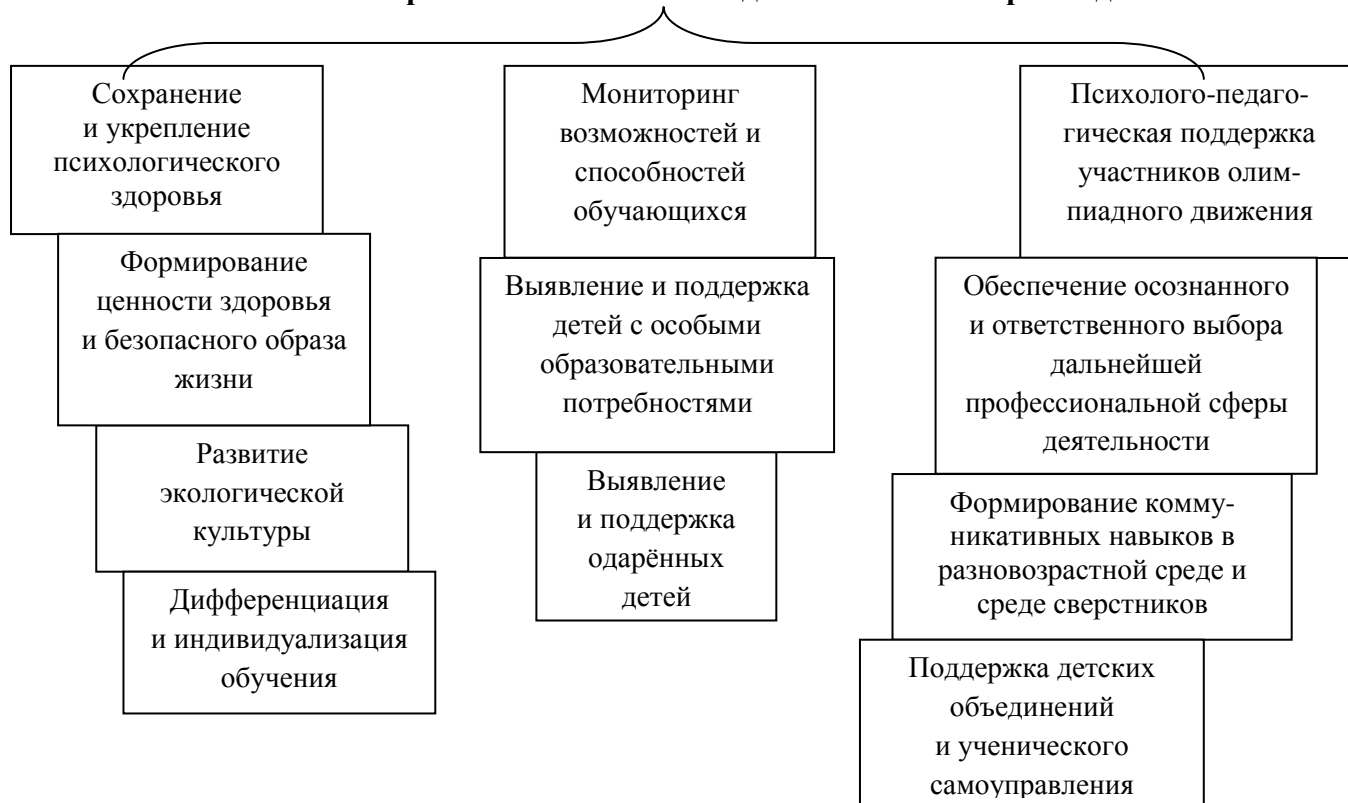 Сохранение
и укрепление
психологического
здоровья
Формирование
ценности здоровья
и безопасного образа
жизни
Развитие
экологической
культуры
Дифференциация
и индивидуализация
обучения
Мониторинг
возможностей и
способностей
обучающихся
Выявление и поддержка
детей с особыми
образовательными
потребностями
Выявление
и поддержка
одарённых
детей
Психолого-педаго-
гическая поддержка
участников олим-
пиадного движения
Обеспечение осознанного
и ответственного выбора
дальнейшей
профессиональной сферы
деятельности
Формирование комму-
никативных навыков в
разновозрастной среде и
среде сверстников
Поддержка детских
объединений
и ученического
самоуправления